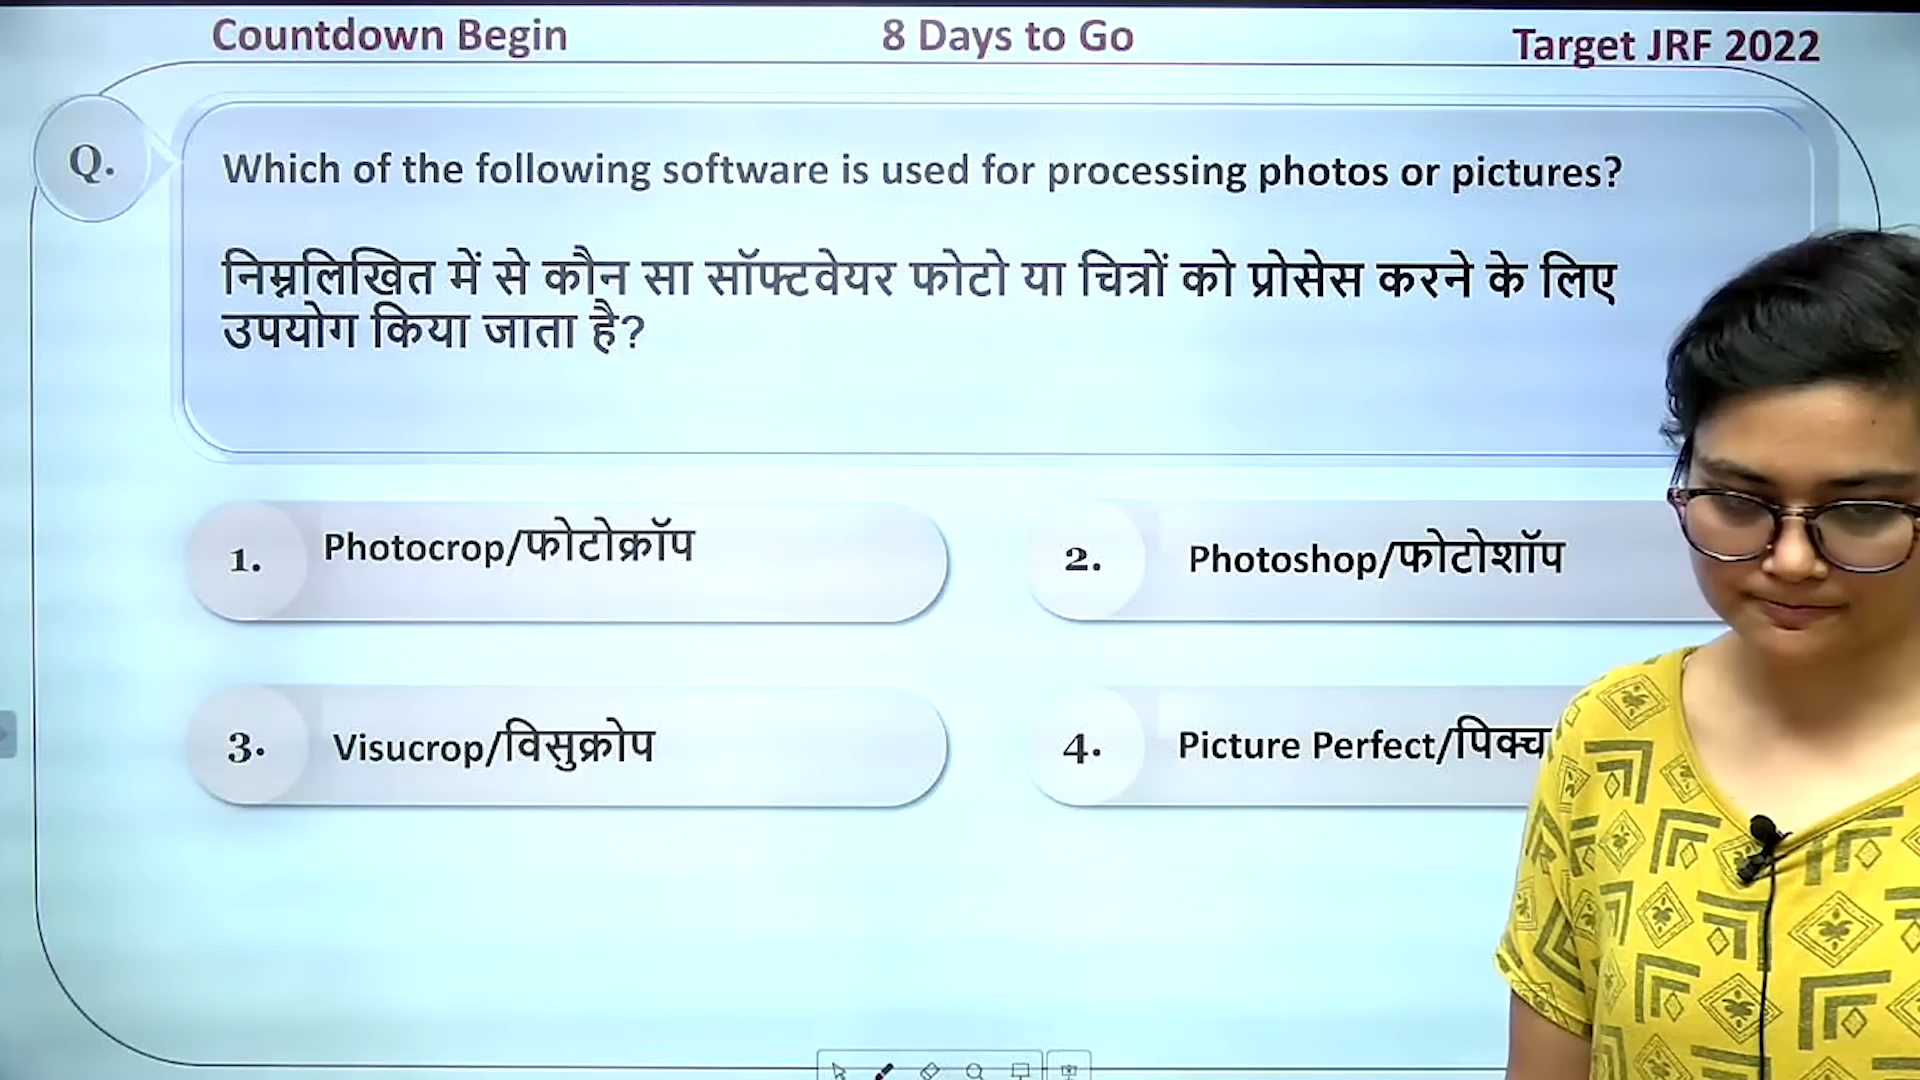 Countdown Begin 8 Days to Go Target JRF 2022
Q.
Which of the following software is used for processing photos or pictures?
निम्नलिखित में से कौन सा सॉफ्टवेयर फोटो या चित्रों को प्रोसेस करने के लिए
उपयोग किया जाता है?
1. Photocrop/फोटोक्रॉप
2. Photoshop/फोटोशॉप
3. Visucrop/विसुक्रोप
4. Picture Perfect/पिक्च